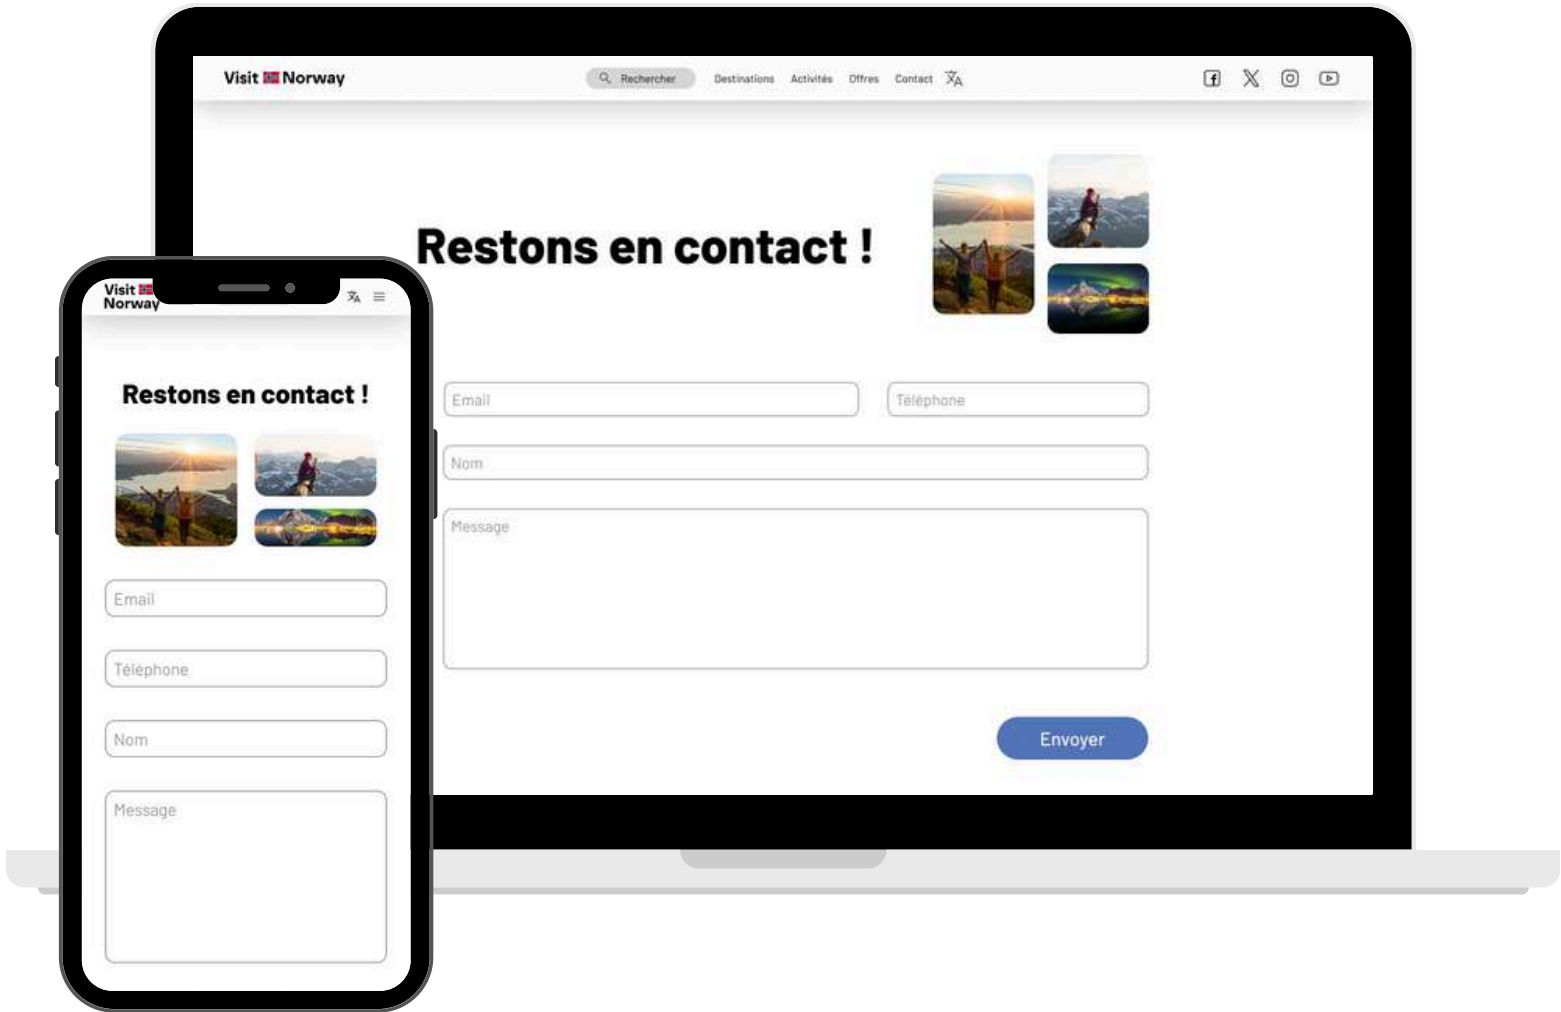 Visit Norway
Rechercher Destinations Activités Offres Contact
Restons en contact !
Email Téléphone
Nom
Message
Envoyer
Visit
Norway
Restons en contact !
Email
Téléphone
Nom
Message